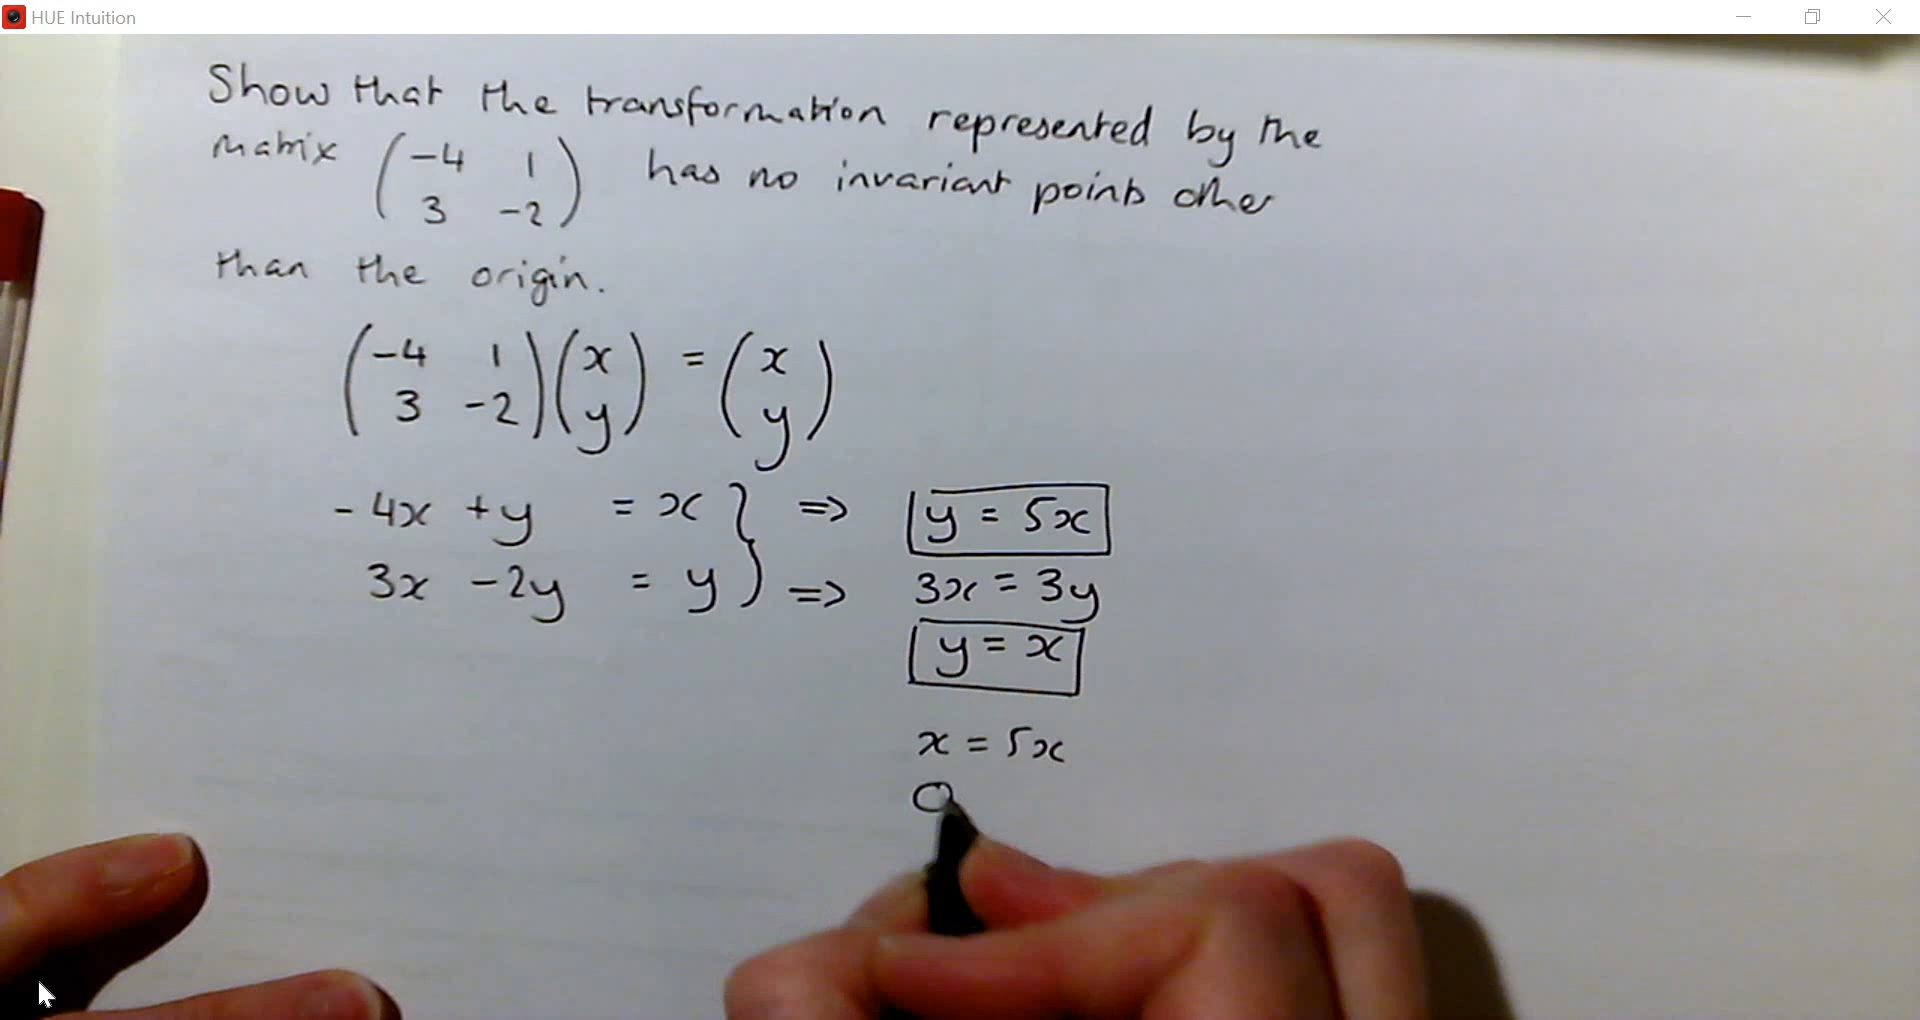 HUE Intuition
Show that the transformation represented by the
matrix (-4 1
3 -2) has no invariant points other
than the origin.
(-4 1
3 -2)(x
y) = (x
y)
-4x +y = x } => y = 5x
3x -2y = y } => 3x = 3y
y = x
x = 5x
0